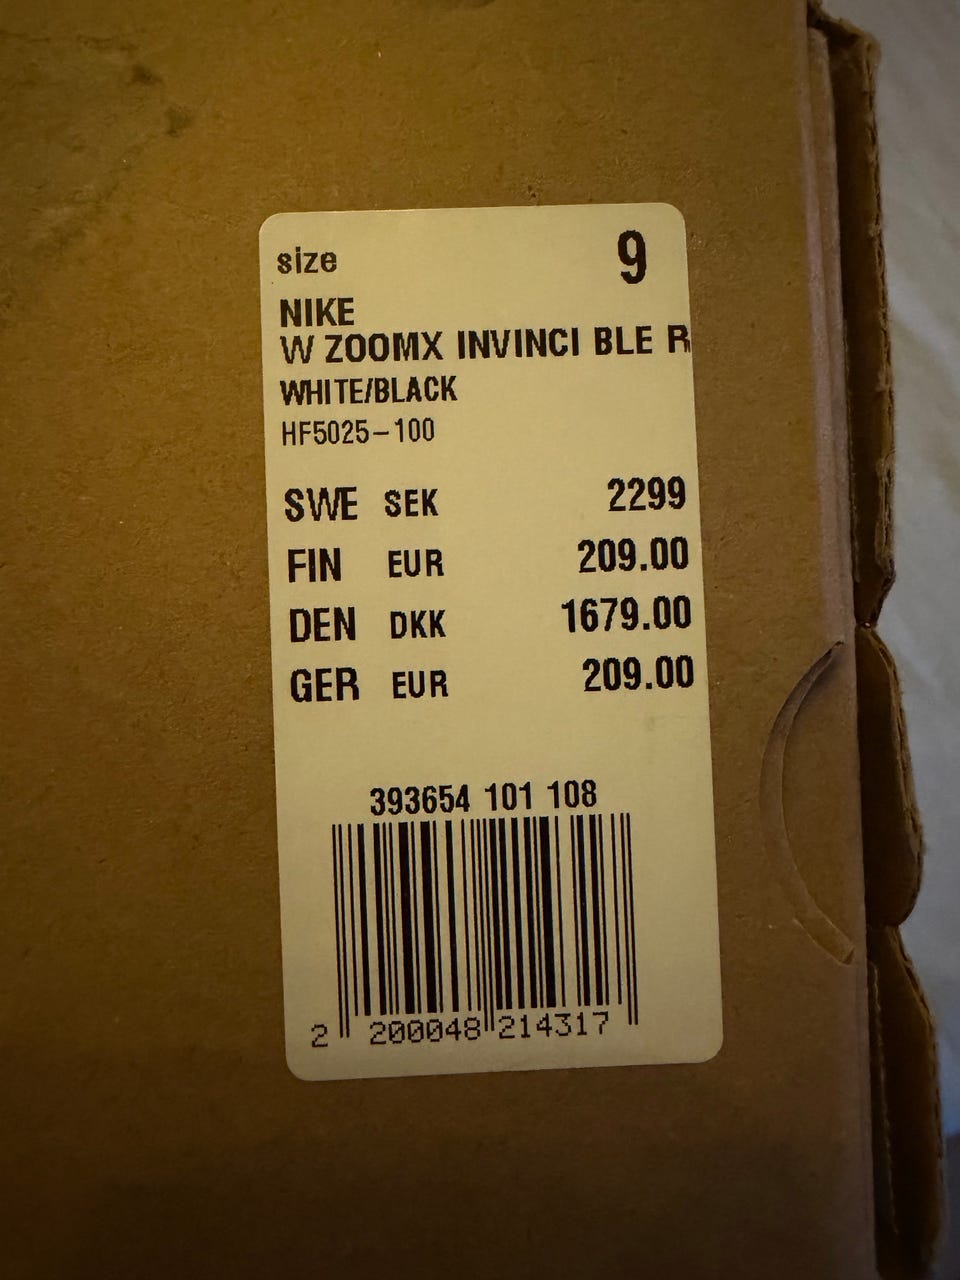 size 9
NIKE
W ZOOMX INVINCI BLE R
WHITE/BLACK
HF5025-100
SWE SEK 2299
FIN EUR 209.00
DEN DKK 1679.00
GER EUR 209.00
393654 101 108
2 200048 214317